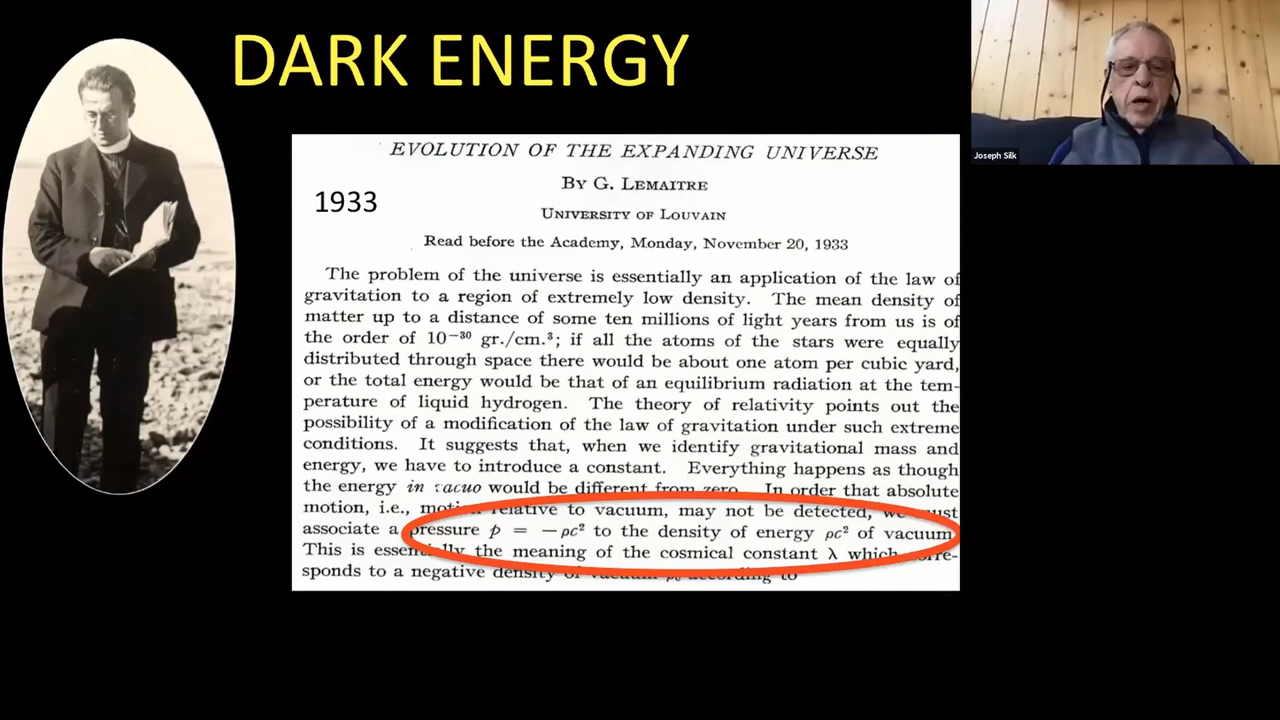 DARK ENERGY
Joseph Silk
EVOLUTION OF THE EXPANDING UNIVERSE
1933
By G. LEMAITRE
UNIVERSITY OF LOUVAIN
Read before the Academy, Monday, November 20, 1933
The problem of the universe is essentially an application of the law of
gravitation to a region of extremely low density. The mean density of
matter up to a distance of some ten millions of light years from us is of
the order of 10⁻³⁰ gr./cm.³; if all the atoms of the stars were equally
distributed through space there would be about one atom per cubic yard,
or the total energy would be that of an equilibrium radiation at the tem-
perature of liquid hydrogen. The theory of relativity points out the
possibility of a modification of the law of gravitation under such extreme
conditions. It suggests that, when we identify gravitational mass and
energy, we have to introduce a constant. Everything happens as though
the energy in vacuo would be different from zero. In order that absolute
motion, i.e., motion relative to vacuum, may not be detected, we must
associate a pressure p = −ρc² to the density of energy ρc² of vacuum
This is essentially the meaning of the cosmical constant λ which corre-
sponds to a negative density of vacuum ρ₀ according to